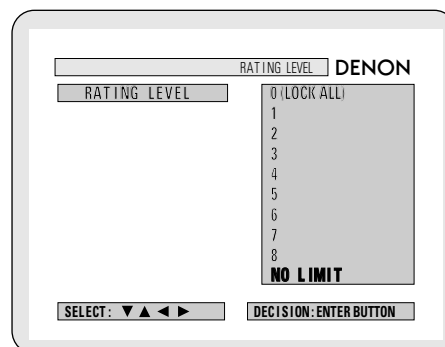 RATING LEVEL DENON
RATING LEVEL
0 (LOCK ALL)
1
2
3
4
5
6
7
8
NO LIMIT
SELECT: ▼ ▲ ◄ ► DECISION: ENTER BUTTON